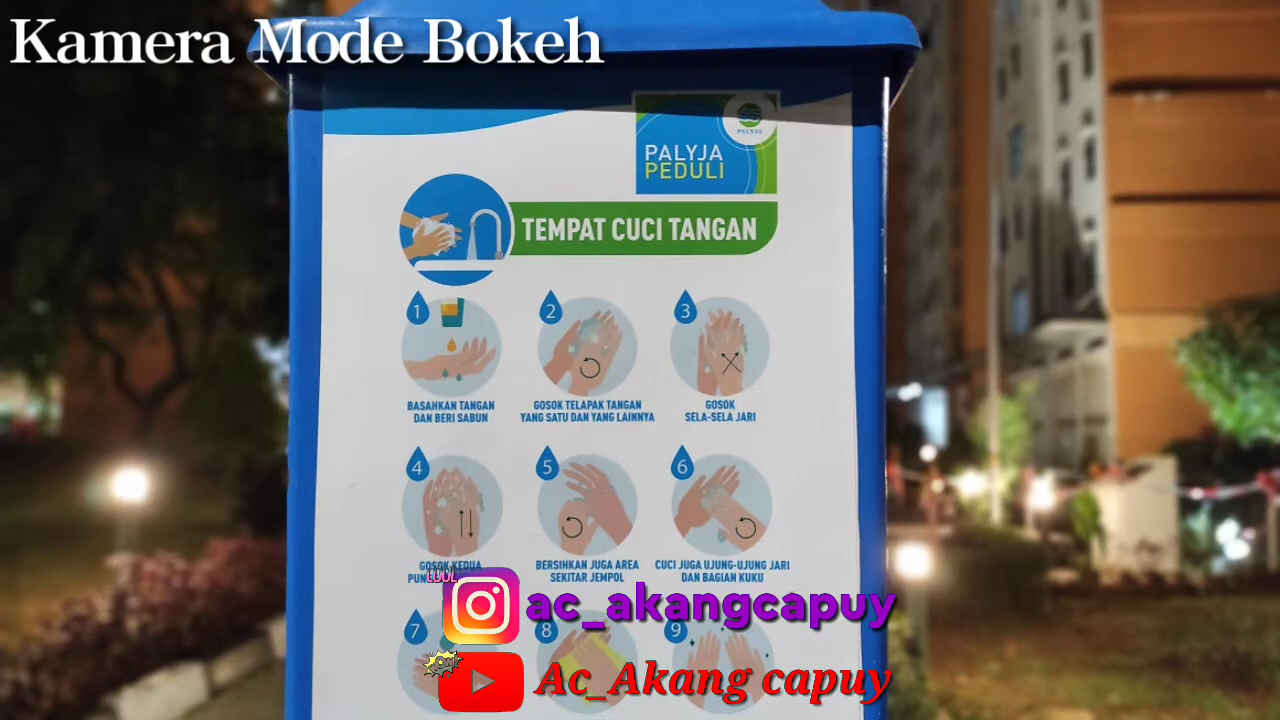 Kamera Mode Bokeh
PALYJA
PALYJA
PEDULI
TEMPAT CUCI TANGAN
1
2
3
BASAHKAN TANGAN
DAN BERI SABUN
GOSOK TELAPAK TANGAN
YANG SATU DAN YANG LAINNYA
GOSOK
SELA-SELA JARI
4
5
6
GOSOK KEDUA
BERSIHKAN JUGA AREA
SEKITAR JEMPOL
CUCI JUGA UJUNG-UJUNG JARI
DAN BAGIAN KUKU
ac_akangcapuy
7
8
9
Ac_Akang capuy